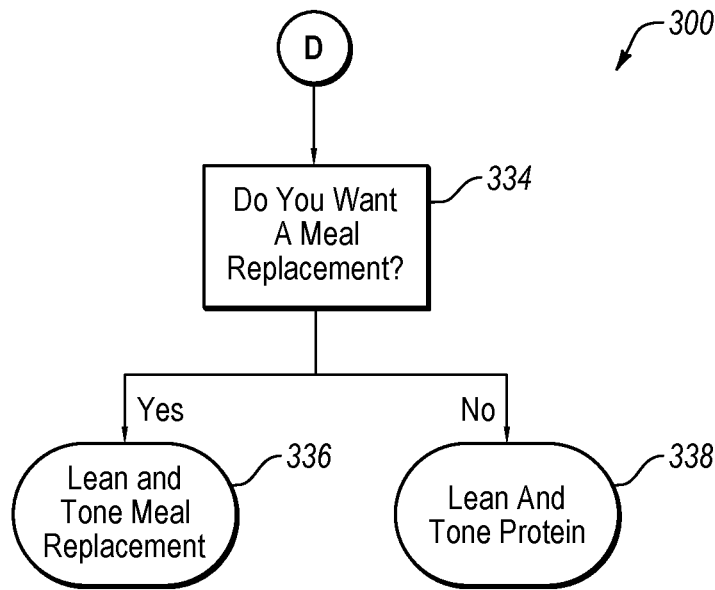 D
300
Do You Want
A Meal
Replacement?
334
Yes
No
Lean and
Tone Meal
Replacement
336
Lean And
Tone Protein
338